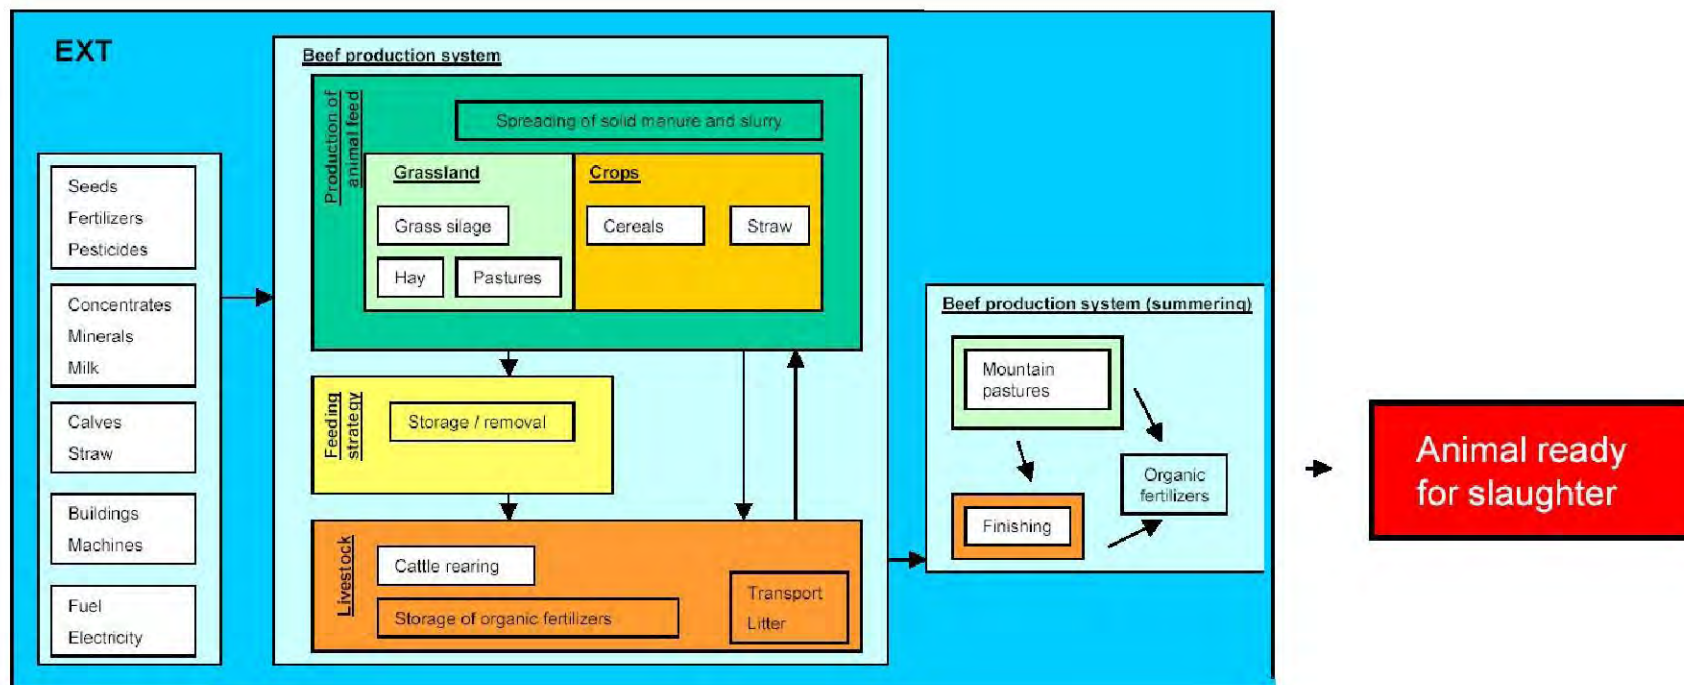 EXT
Seeds
Fertilizers
Pesticides
Concentrates
Minerals
Milk
Calves
Straw
Buildings
Machines
Fuel
Electricity
Beef production system
Production of
animal feed
Spreading of solid manure and slurry
Grassland
Grass silage
Hay
Pastures
Crops
Cereals
Straw
Feeding
strategy
Storage / removal
Livestock
Cattle rearing
Storage of organic fertilizers
Transport
Litter
Beef production system (summering)
Mountain
pastures
Organic
fertilizers
Finishing
Animal ready
for slaughter